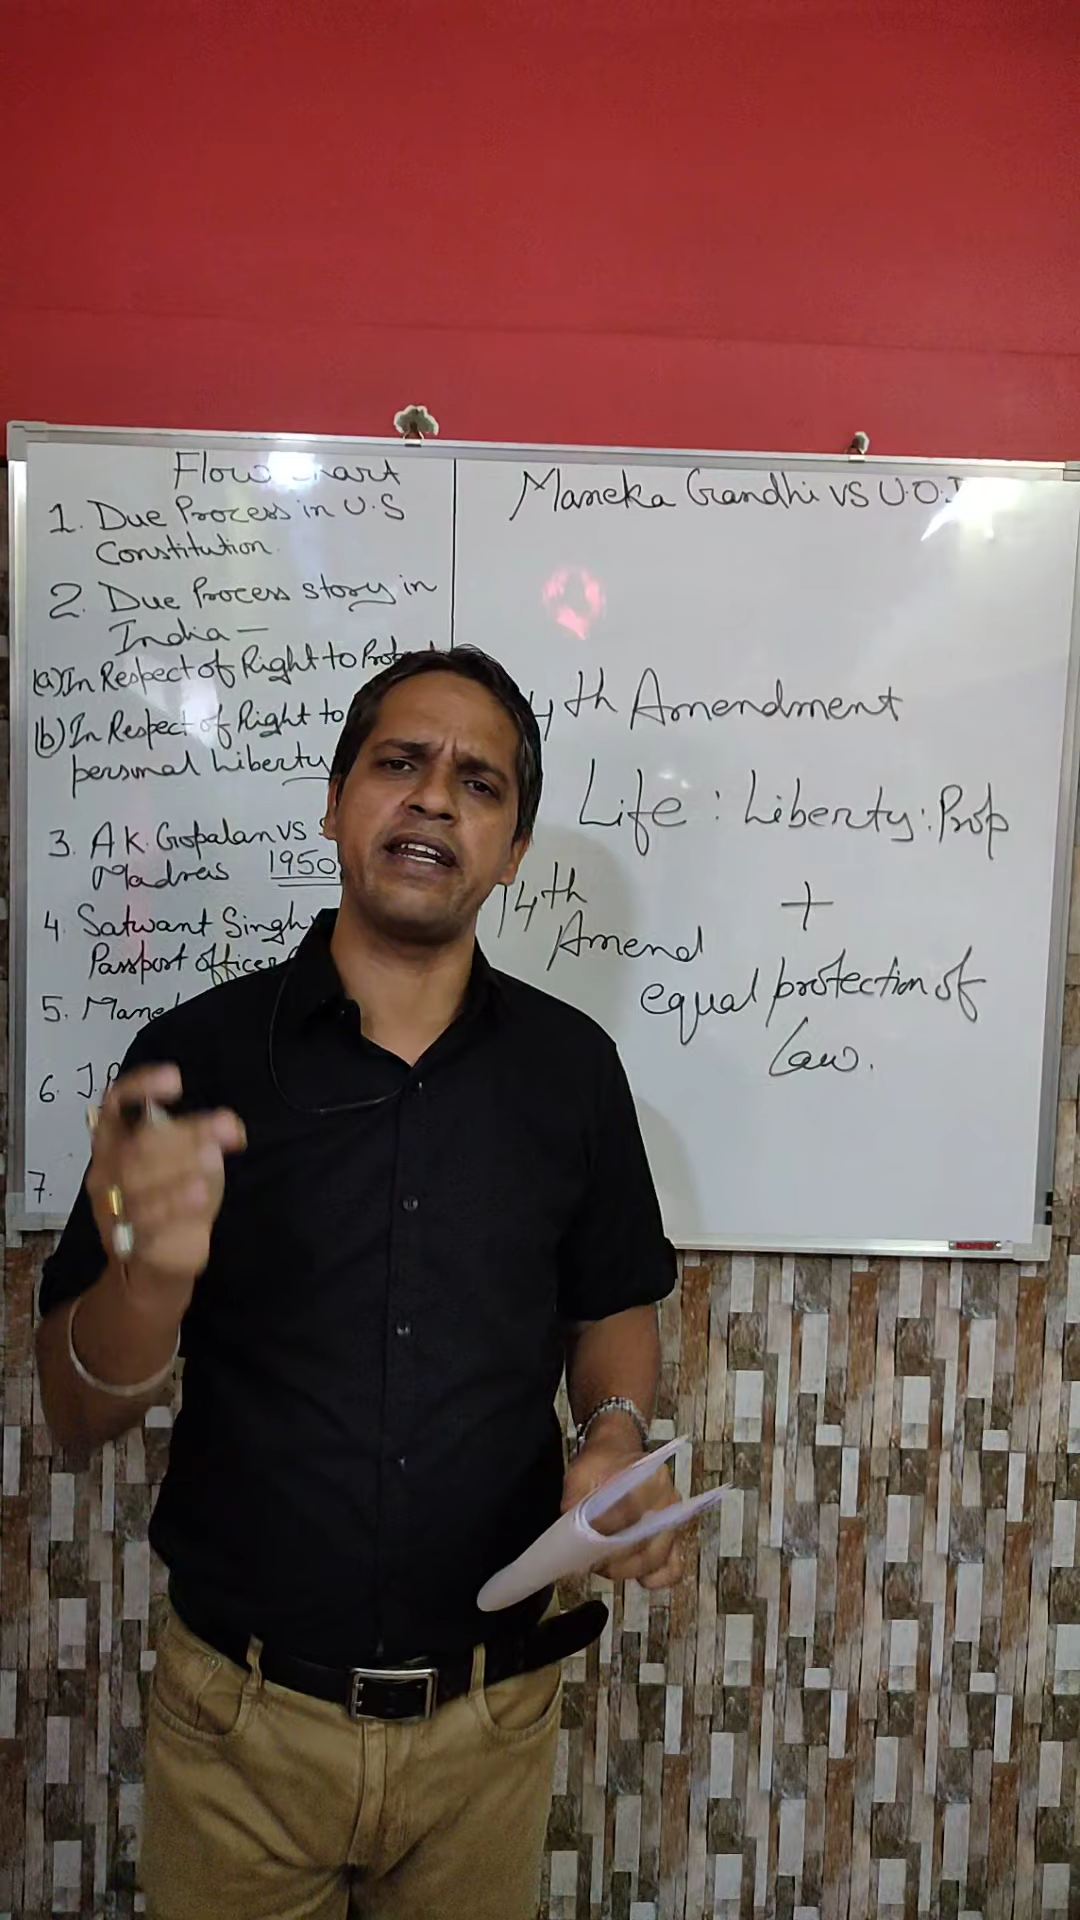 Flow
1. Due Process in U.S
Constitution.
2. Due Process story in
India —
(a) In Respect of Right to
(b) In Respect of Right to
personal Liberty
3. A.K. Gopalan VS
Madras 1950
4. Satwant Singh
Passport officer
5.
6.
7.
Maneka Gandhi VS U.O.
th Amendment
Life : Liberty : Prop
14th
Amend
+
equal protection of
Law.